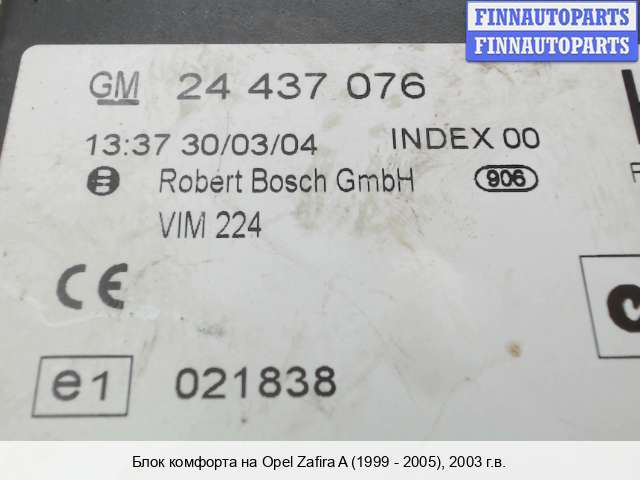 FINNAUTOPARTS
FINNAUTOPARTS
GM 24 437 076
13:37 30/03/04 INDEX 00
Robert Bosch GmbH 906
VIM 224
CE
e1 021838
Блок комфорта на Opel Zafira A (1999 - 2005), 2003 г.в.